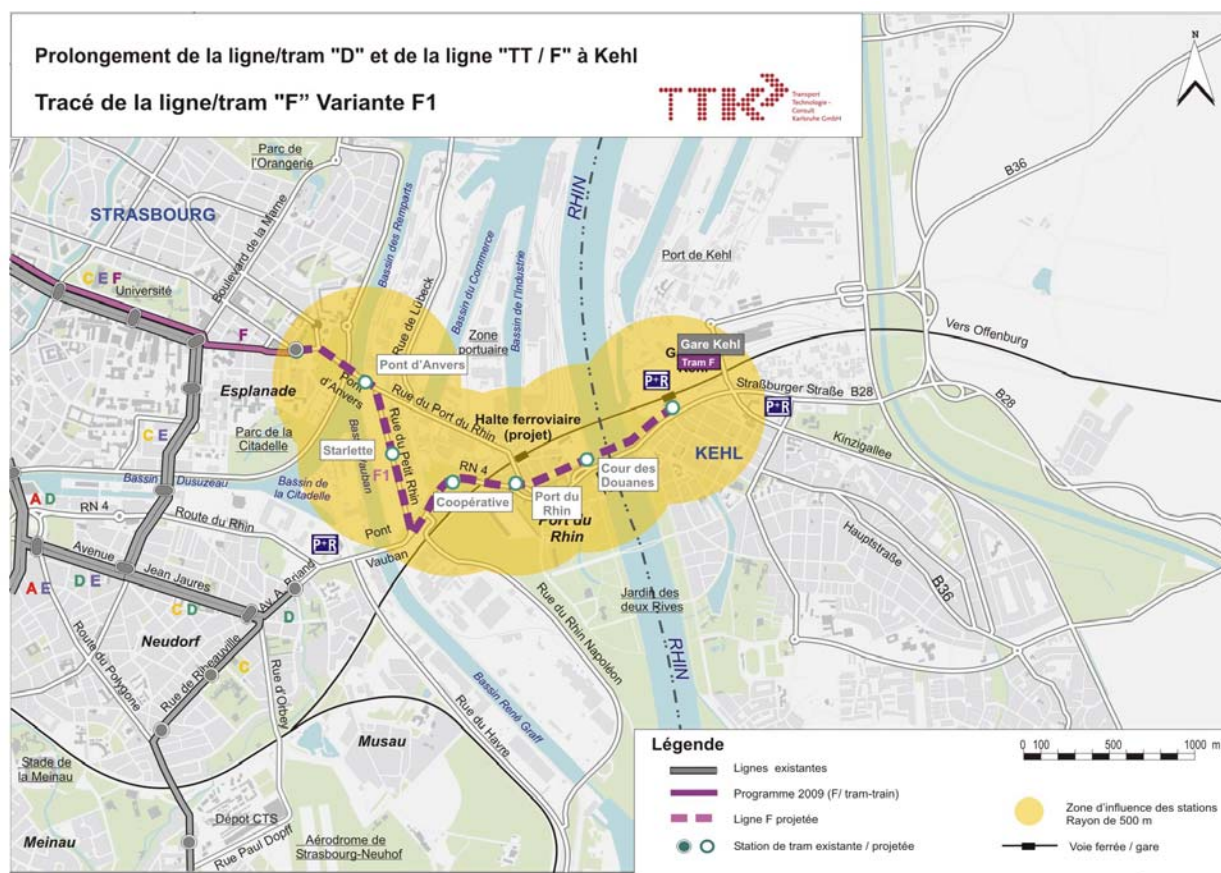 Prolongement de la ligne/tram "D" et de la ligne "TT / F" à Kehl
Tracé de la ligne/tram "F" Variante F1
TTK
Transport
Technologie -
Consult
Karlsruhe GmbH
N
Parc de
l'Orangerie
STRASBOURG
Boulevard de la Marne
Bassin des Remparts
Rue de Lübeck
Bassin du Commerce
Bassin de l'Industrie
RHIN
Port de Kehl
B36
C E F
Université
F
Zone
portuaire
Gare Kehl
Tram F
Vers Offenburg
Esplanade
Pont d'Anvers
Pont
d'Anvers
Rue du Port du Rhin
P+R
Straßburger Straße B28
B28
Halte ferroviaire
(projet)
P+R
C E
Parc de la
Citadelle
Starlette
Rue du Petit Rhin
F1
Vauban
KEHL
Kinzigallee
RN 4
Cour des
Douanes
Bassin Dusuzeau
Bassin de
la Citadelle
Coopérative
Port du
Rhin
Port du
Rhin
A D
RN 4
Route du Rhin
P+R
Pont
Vauban
Hauptstraße
B36
Avenue
Jean Jaures
Av. A. Briand
A E
D E
C D
D
Jardin des
deux Rives
Neudorf
Route du Polygone
Rue de Ribeauville
C
Rue d'Orbey
Rue du Rhin Napoléon
RHIN
Bassin René Graff
Rue du Havre
Musau
Stade de
la Meinau
Dépôt CTS
Meinau
Rue Paul Dopff
Aérodrome de
Strasbourg-Neuhof
Légende
0 100 500 1000 m
Lignes existantes
Programme 2009 (F/ tram-train)
Ligne F projetée
Station de tram existante / projetée
Zone d'influence des stations
Rayon de 500 m
Voie ferrée / gare